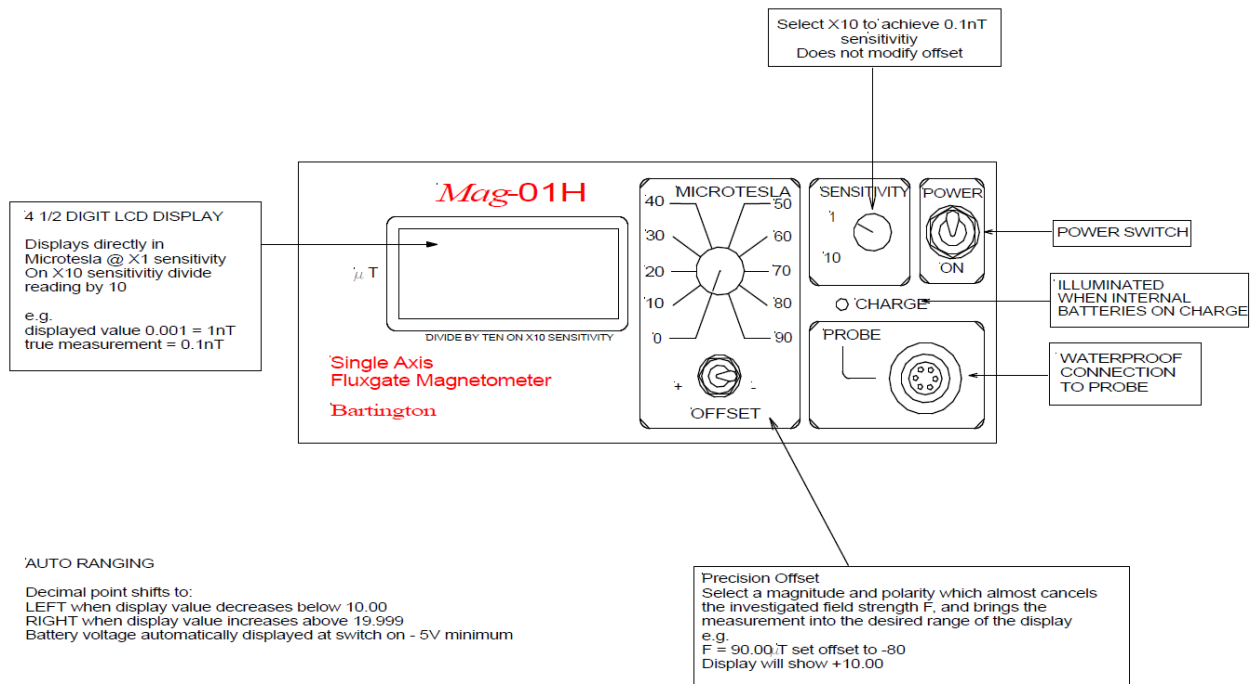 Select X10 to achieve 0.1nT
sensitivitiy
Does not modify offset
Mag-01H
MICROTESLA
SENSITIVITY
POWER
40
50
30
60
20
70
10
80
0
90
1
10
ON
4 1/2 DIGIT LCD DISPLAY
Displays directly in
Microtesla @ X1 sensitivity
On X10 sensitivitiy divide
reading by 10
e.g.
displayed value 0.001 = 1nT
true measurement = 0.1nT
μ T
DIVIDE BY TEN ON X10 SENSITIVITY
POWER SWITCH
CHARGE
ILLUMINATED
WHEN INTERNAL
BATTERIES ON CHARGE
PROBE
WATERPROOF
CONNECTION
TO PROBE
Single Axis
Fluxgate Magnetometer
Bartington
+ -
OFFSET
AUTO RANGING
Decimal point shifts to:
LEFT when display value decreases below 10.00
RIGHT when display value increases above 19.999
Battery voltage automatically displayed at switch on - 5V minimum
Precision Offset
Select a magnitude and polarity which almost cancels
the investigated field strength F, and brings the
measurement into the desired range of the display
e.g.
F = 90.00μT set offset to -80
Display will show +10.00